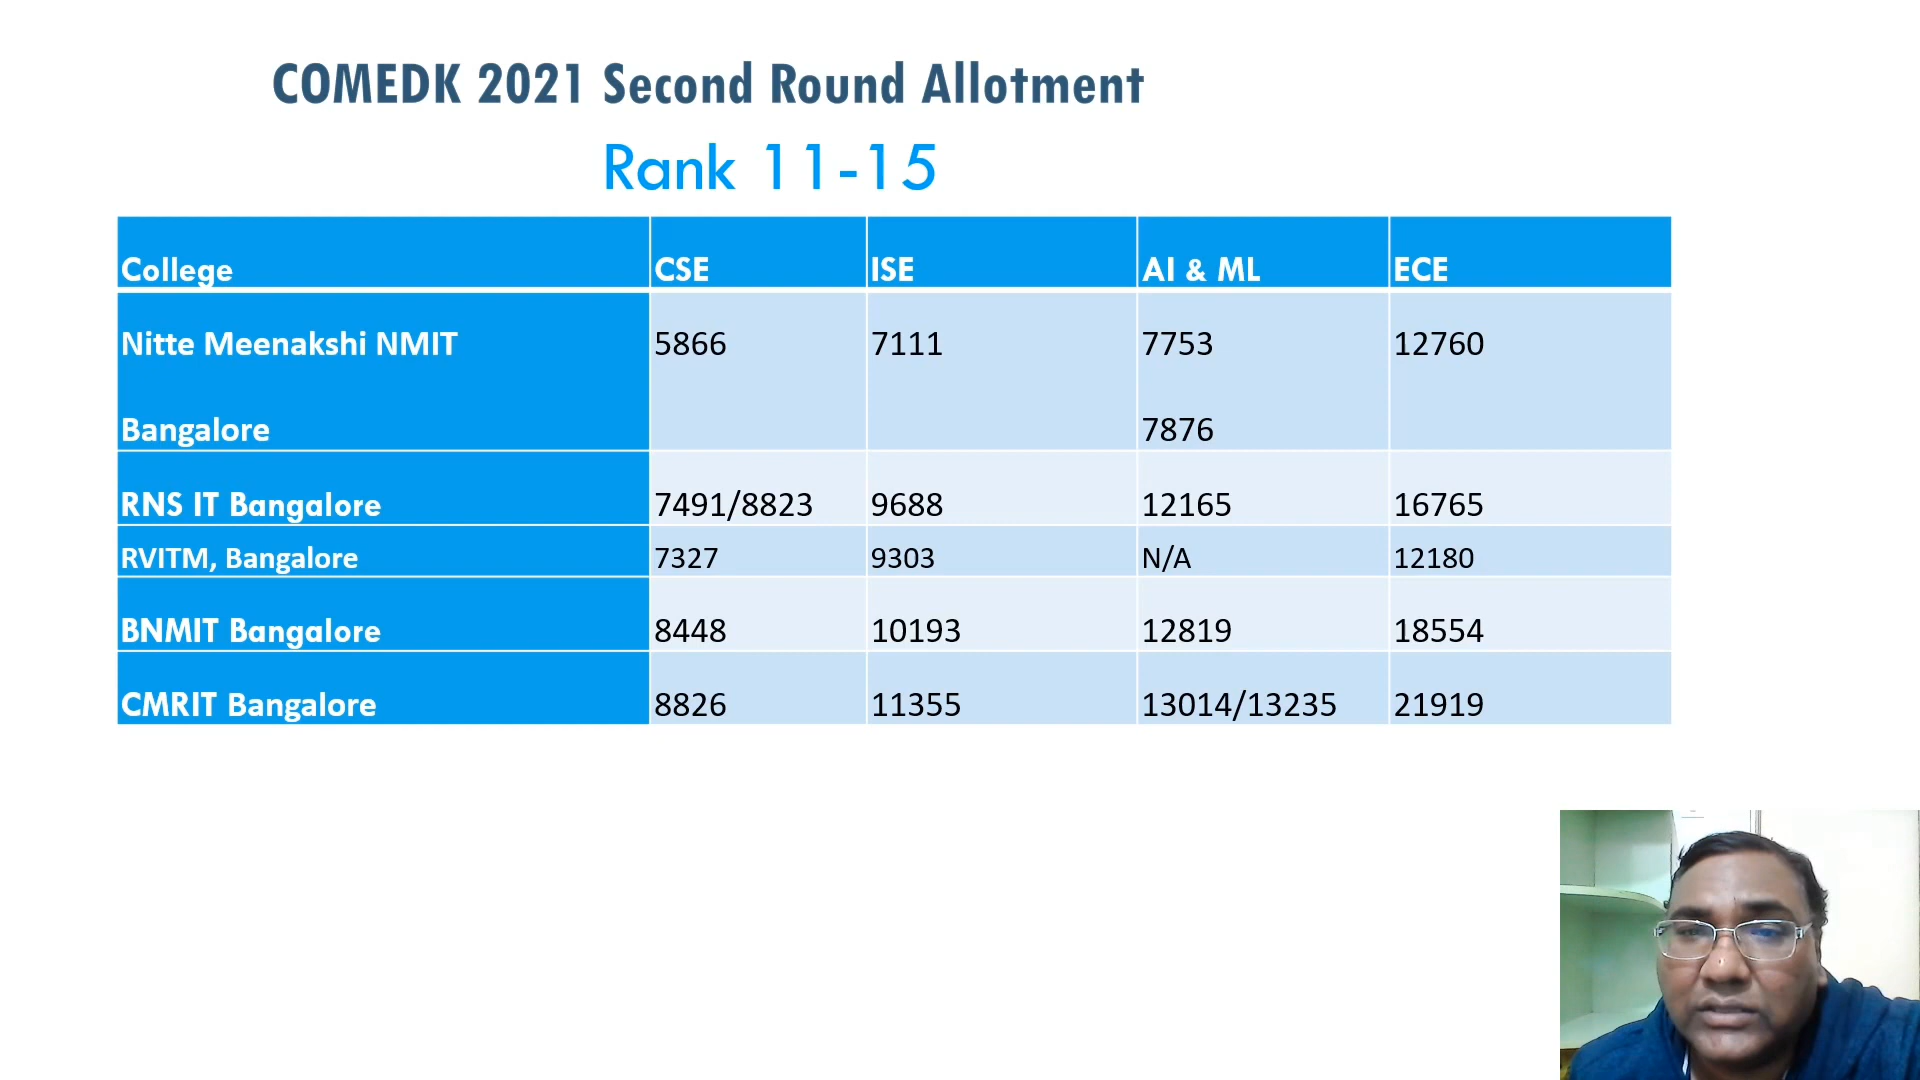 COMEDK 2021 Second Round Allotment
Rank 11-15
College CSE ISE AI & ML ECE
Nitte Meenakshi NMIT 5866 7111 7753 12760
Bangalore 7876
RNS IT Bangalore 7491/8823 9688 12165 16765
RVITM, Bangalore 7327 9303 N/A 12180
BNMIT Bangalore 8448 10193 12819 18554
CMRIT Bangalore 8826 11355 13014/13235 21919